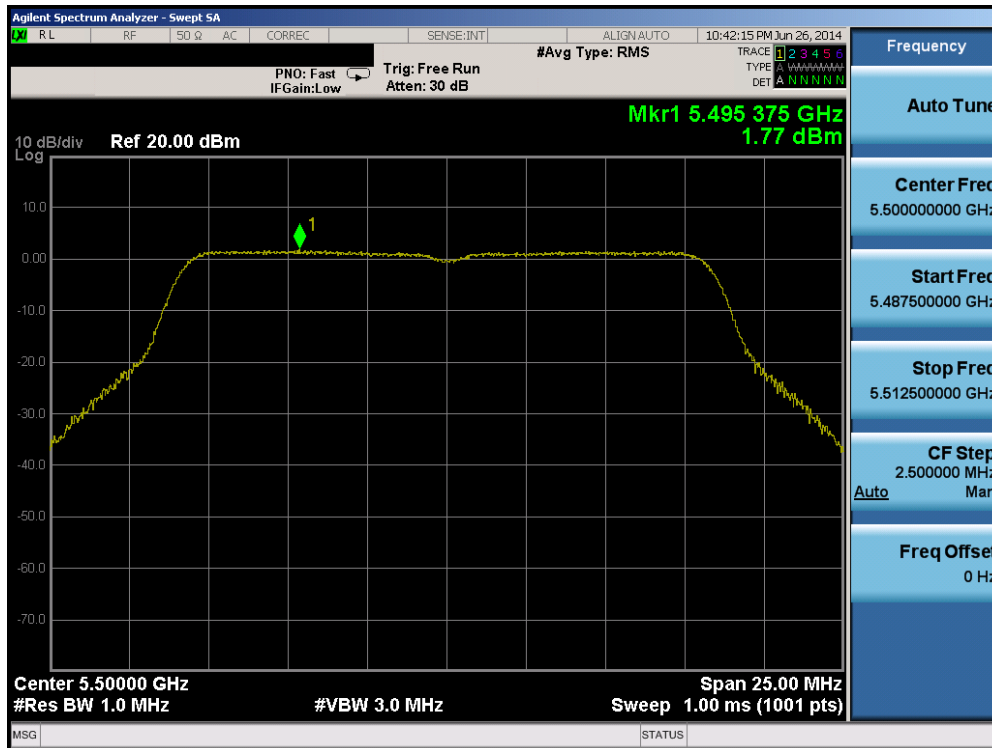 Agilent Spectrum Analyzer - Swept SA
LXI RL RF 50 Ω AC CORREC SENSE:INT ALIGN AUTO 10:42:15 PM Jun 26, 2014
#Avg Type: RMS TRACE 1 2 3 4 5 6
PNO: Fast Trig: Free Run TYPE A WWWWW
IFGain:Low Atten: 30 dB DET A N N N N N
Mkr1 5.495 375 GHz
1.77 dBm
10 dB/div Ref 20.00 dBm
Log
1
10.0
0.00
-10.0
-20.0
-30.0
-40.0
-50.0
-60.0
-70.0
Center 5.50000 GHz Span 25.00 MHz
#Res BW 1.0 MHz #VBW 3.0 MHz Sweep 1.00 ms (1001 pts)
MSG STATUS
Frequency
Auto Tune
Center Freq
5.500000000 GHz
Start Freq
5.487500000 GHz
Stop Freq
5.512500000 GHz
CF Step
2.500000 MHz
Auto Man
Freq Offset
0 Hz